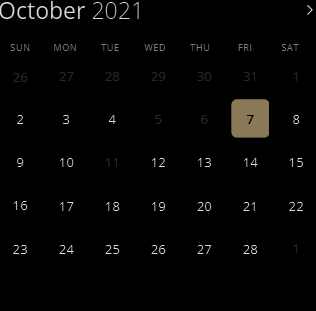 October 2021
SUN MON TUE WED THU FRI SAT
26 27 28 29 30 31 1
2 3 4 5 6 7 8
9 10 11 12 13 14 15
16 17 18 19 20 21 22
23 24 25 26 27 28 1